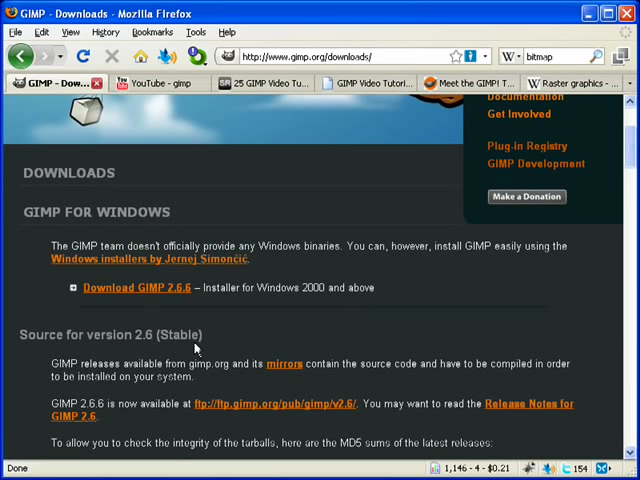 GIMP - Downloads - Mozilla Firefox
File Edit View History Bookmarks Tools Help
http://www.gimp.org/downloads/ bitmap
GIMP - Dow... YouTube - gimp 25 GIMP Video Tu... GIMP Video Tutori... Meet the GIMP! T... Raster graphics - ...
Documentation
Get Involved
Plug-in Registry
GIMP Development
Make a Donation
DOWNLOADS
GIMP FOR WINDOWS
The GIMP team doesn't officially provide any Windows binaries. You can, however, install GIMP easily using the
Windows installers by Jernej Simončič.
Download GIMP 2.6.6 – Installer for Windows 2000 and above
Source for version 2.6 (Stable)
GIMP releases available from gimp.org and its mirrors contain the source code and have to be compiled in order
to be installed on your system.
GIMP 2.6.6 is now available at ftp://ftp.gimp.org/pub/gimp/v2.6/. You may want to read the Release Notes for
GIMP 2.6.
To allow you to check the integrity of the tarballs, here are the MD5 sums of the latest releases:
Done 1,146 - 4 - $0.21 154